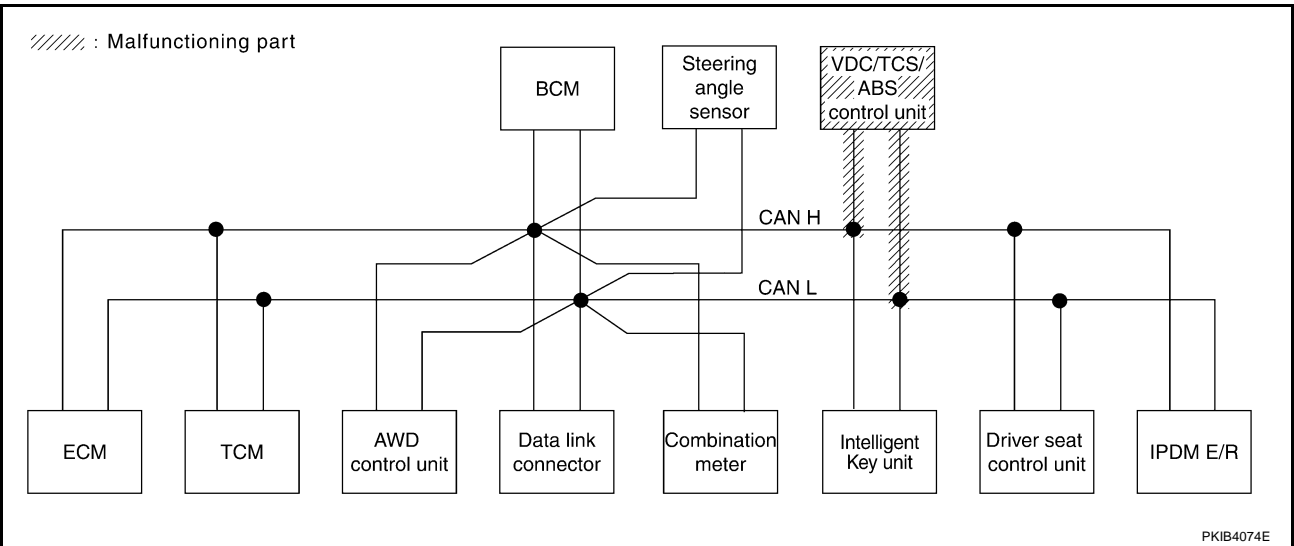 : Malfunctioning part
BCM
Steering
angle
sensor
VDC/TCS/
ABS
control unit
CAN H
CAN L
ECM
TCM
AWD
control unit
Data link
connector
Combination
meter
Intelligent
Key unit
Driver seat
control unit
IPDM E/R
PKIB4074E